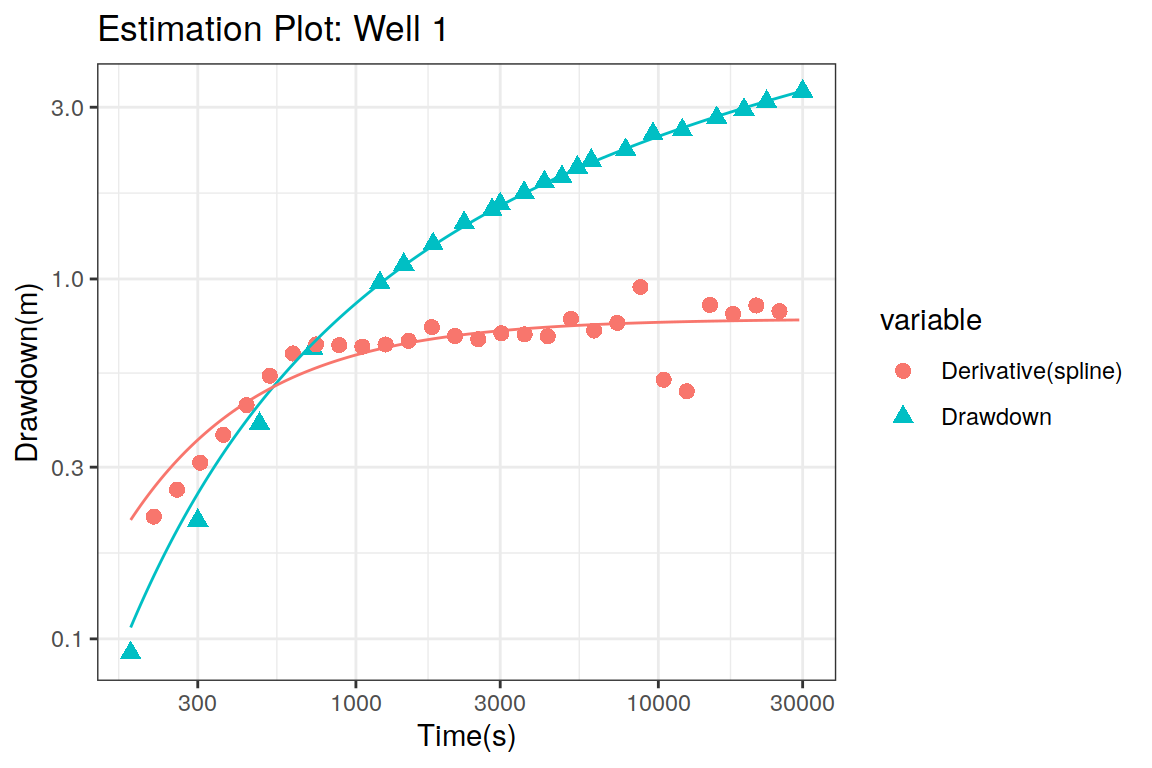 Estimation Plot: Well 1
Drawdown(m)
3.0
1.0
0.3
0.1
300
1000
3000
10000
30000
Time(s)
variable
Derivative(spline)
Drawdown